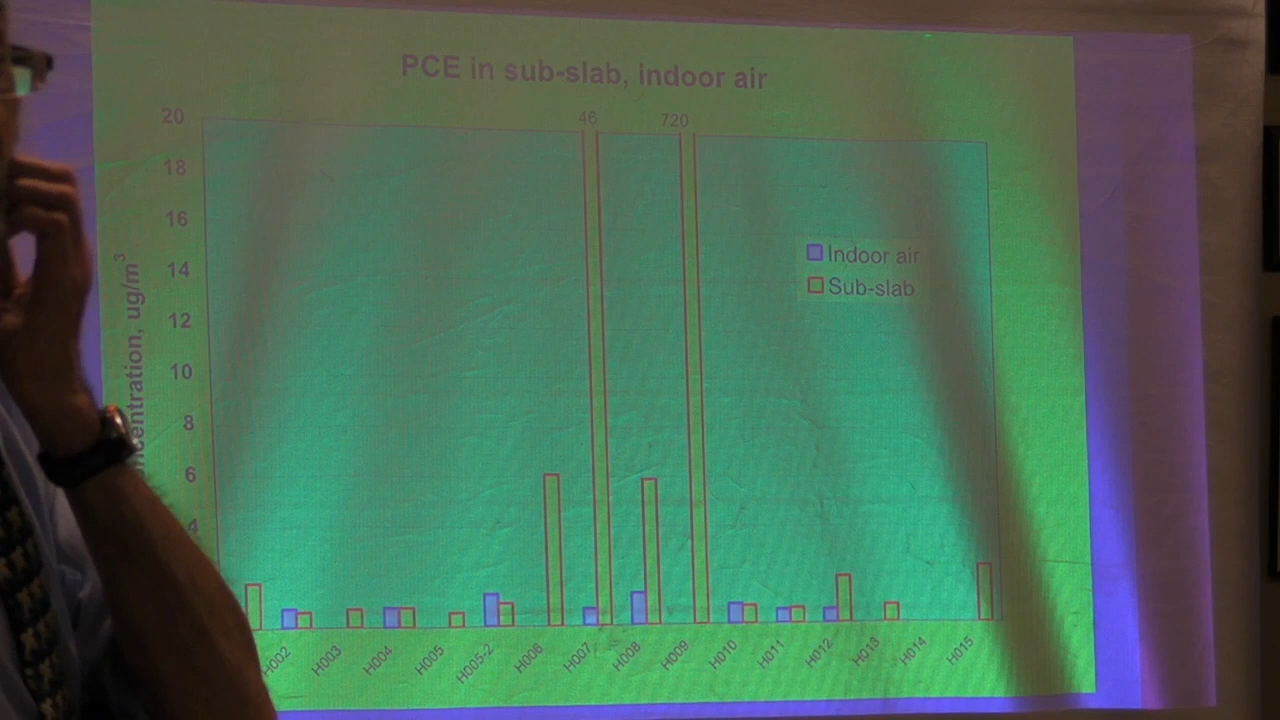 PCE in sub-slab, indoor air
46 720
20
18
16
14
12
10
8
6
4
ncentration, ug/m³
Indoor air
Sub-slab
H002 H003 H004 H005 H005-2 H006 H007 H008 H009 H010 H011 H012 H013 H014 H015